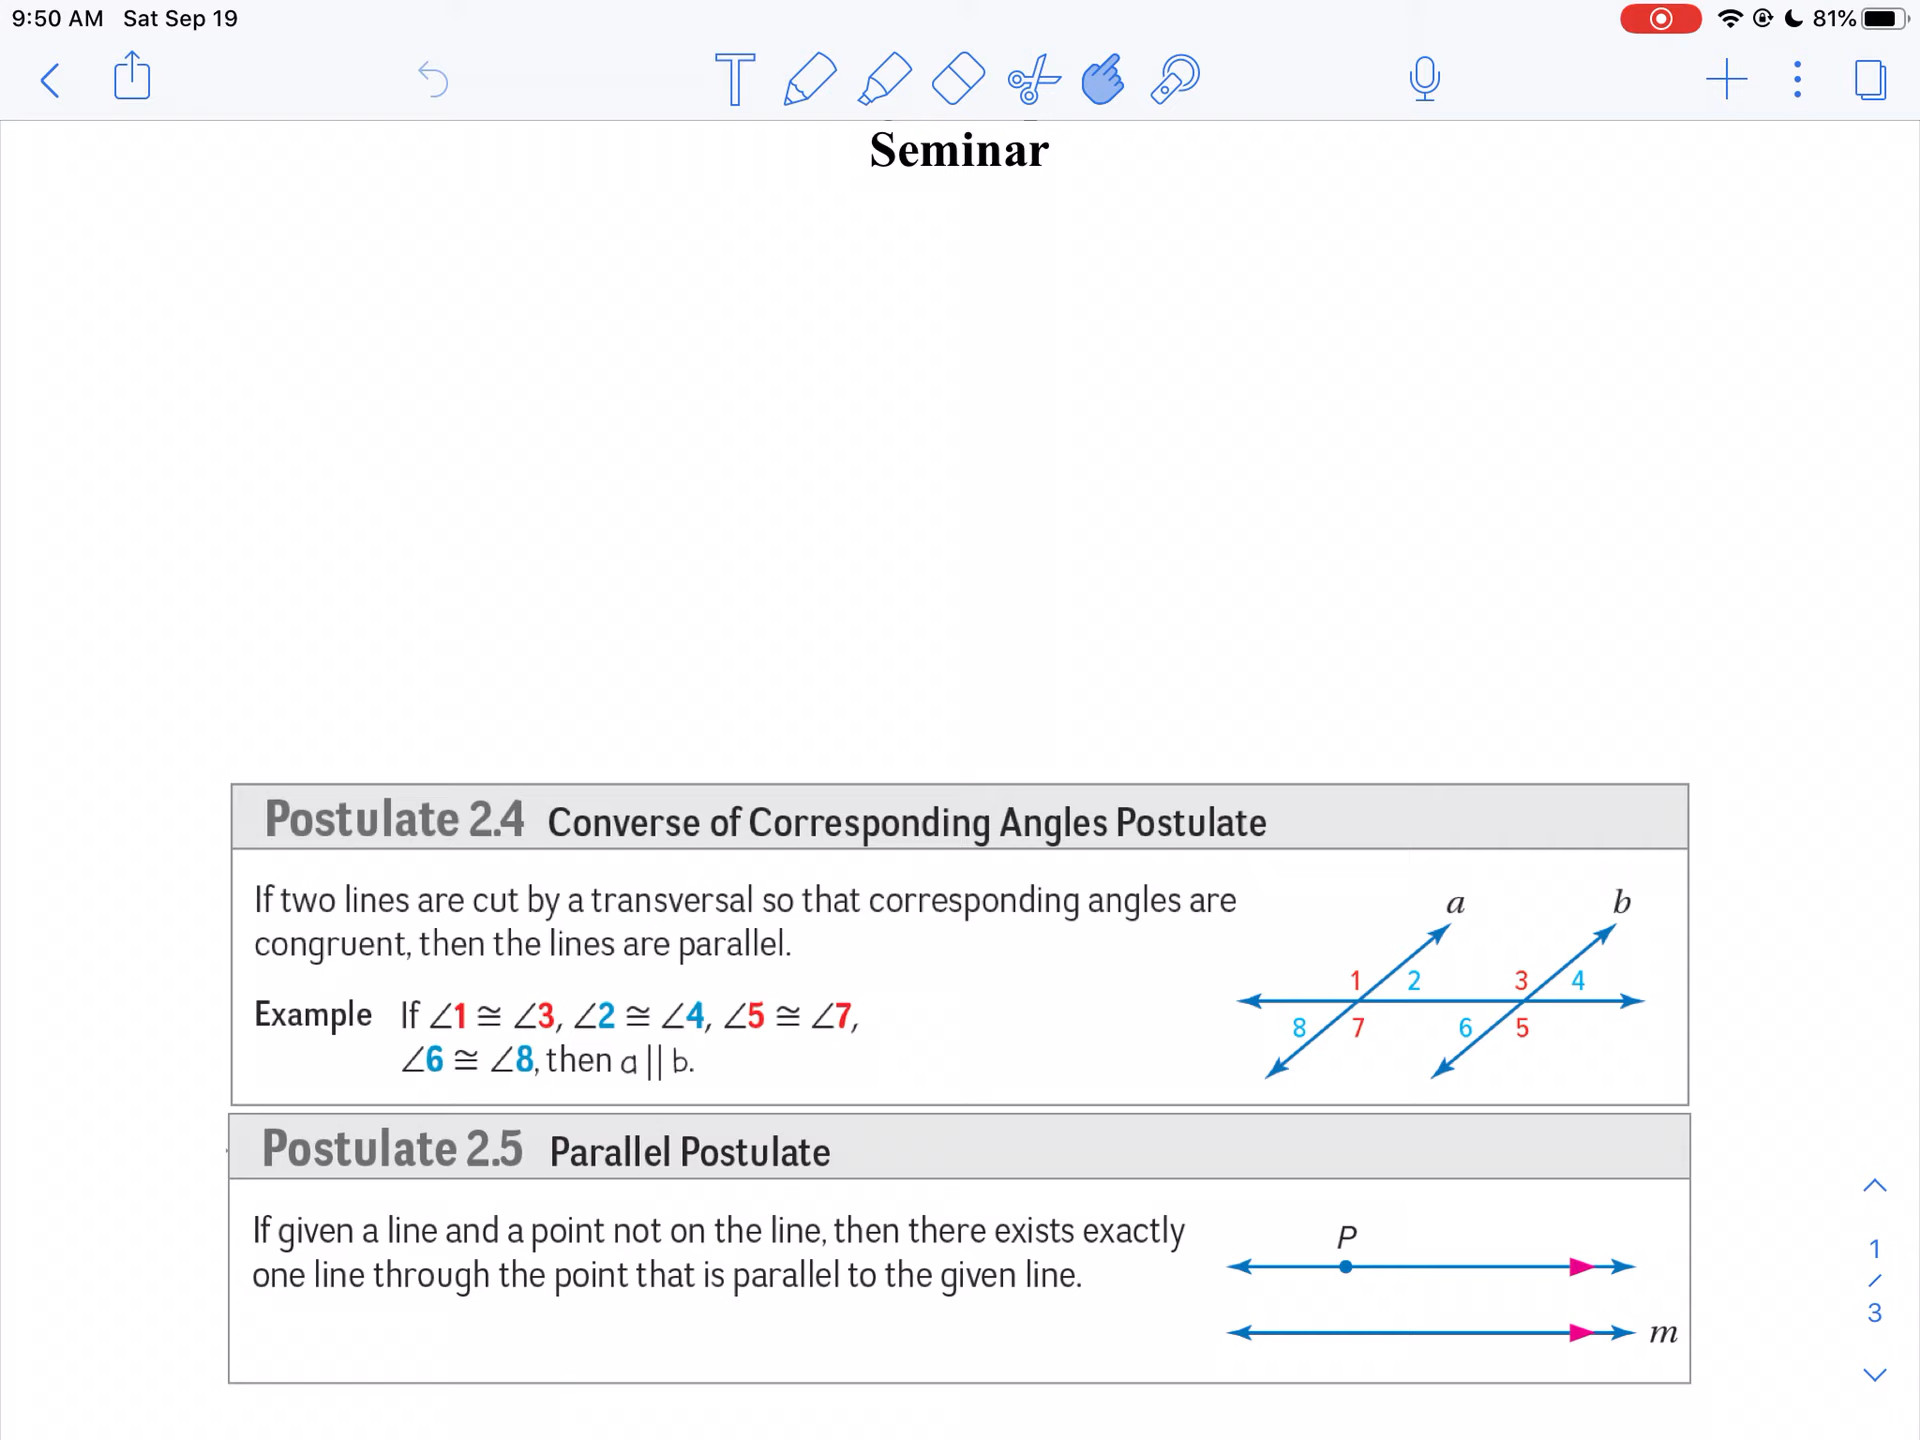 9:50 AM Sat Sep 19
81%
Seminar
Postulate 2.4 Converse of Corresponding Angles Postulate
If two lines are cut by a transversal so that corresponding angles are
congruent, then the lines are parallel.
Example If ∠1 ≅ ∠3, ∠2 ≅ ∠4, ∠5 ≅ ∠7,
∠6 ≅ ∠8, then a || b.
a b
1 2 3 4
8 7 6 5
Postulate 2.5 Parallel Postulate
If given a line and a point not on the line, then there exists exactly
one line through the point that is parallel to the given line.
P
m
1
/
3